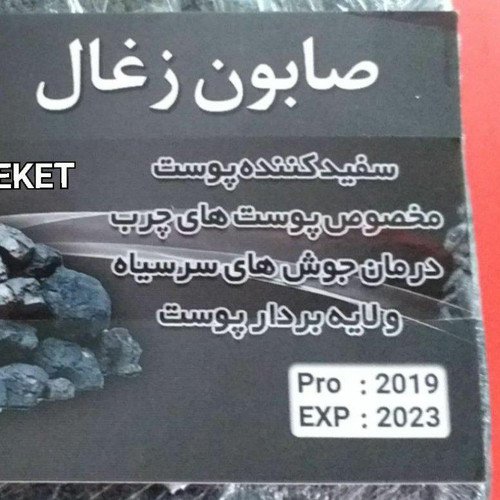 صابون زغال
EKET
سفیدکننده‌پوست
مخصوص پوست های چرب
درمان جوش های سرسیاه
و لایه بردار پوست
Pro : 2019
EXP : 2023